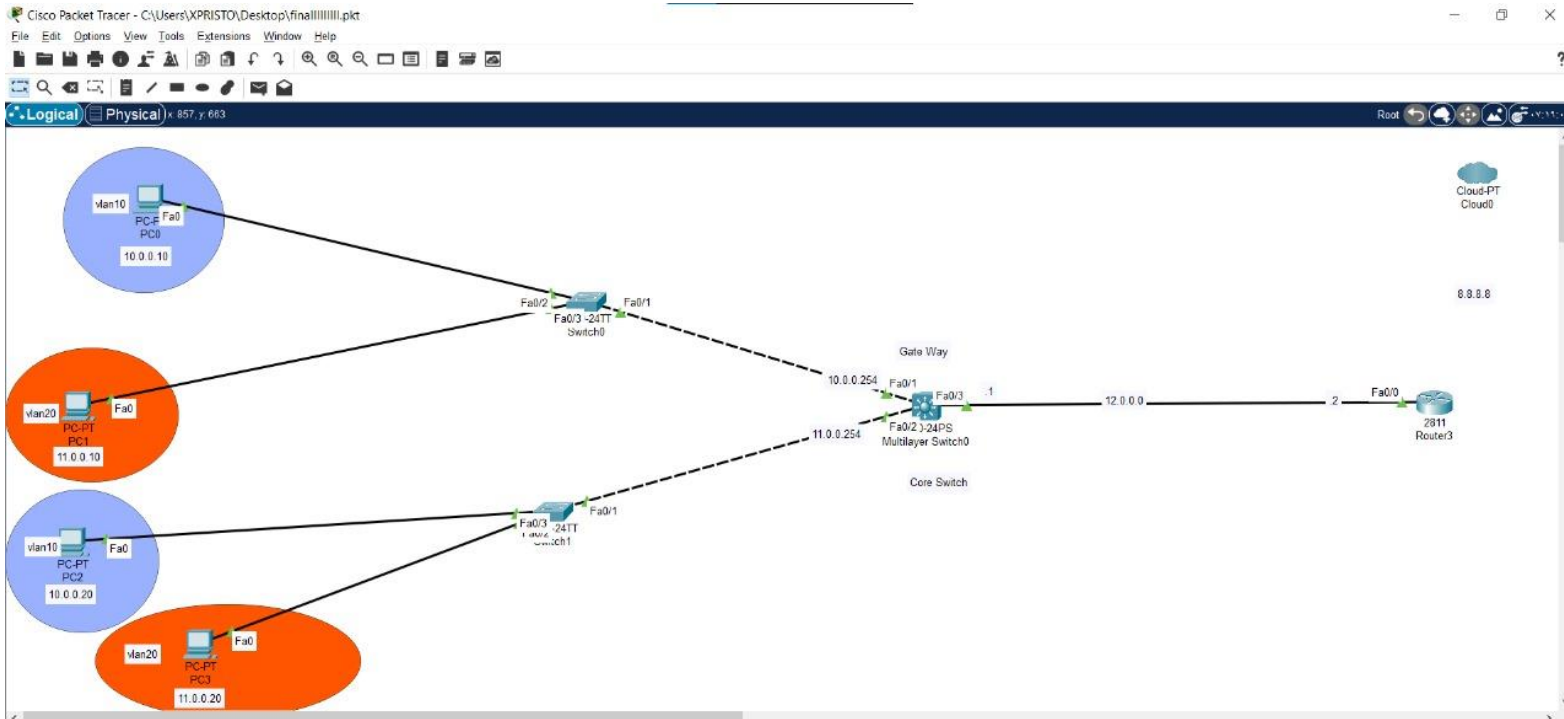 Cisco Packet Tracer - C:\Users\XPRISTO\Desktop\finalllllllll.pkt
File Edit Options View Tools Extensions Window Help
?
Logical Physical x: 857, y: 663 Root
vlan10
Fa0
PC0
10.0.0.10
Cloud-PT
Cloud0
8.8.8.8
Fa0/2 Fa0/1
Fa0/3 -24TT
Switch0
vlan20
Fa0
PC-PT
PC1
11.0.0.10
Gate Way
10.0.0.254 Fa0/1
Fa0/3 .1 12.0.0.0 .2 Fa0/0
11.0.0.254 Fa0/2 -24PS
Multilayer Switch0
2811
Router3
Core Switch
vlan10
Fa0
PC-PT
PC2
10.0.0.20
Fa0/3 Fa0/1
-24TT
vlan20
Fa0
PC-PT
PC3
11.0.0.20